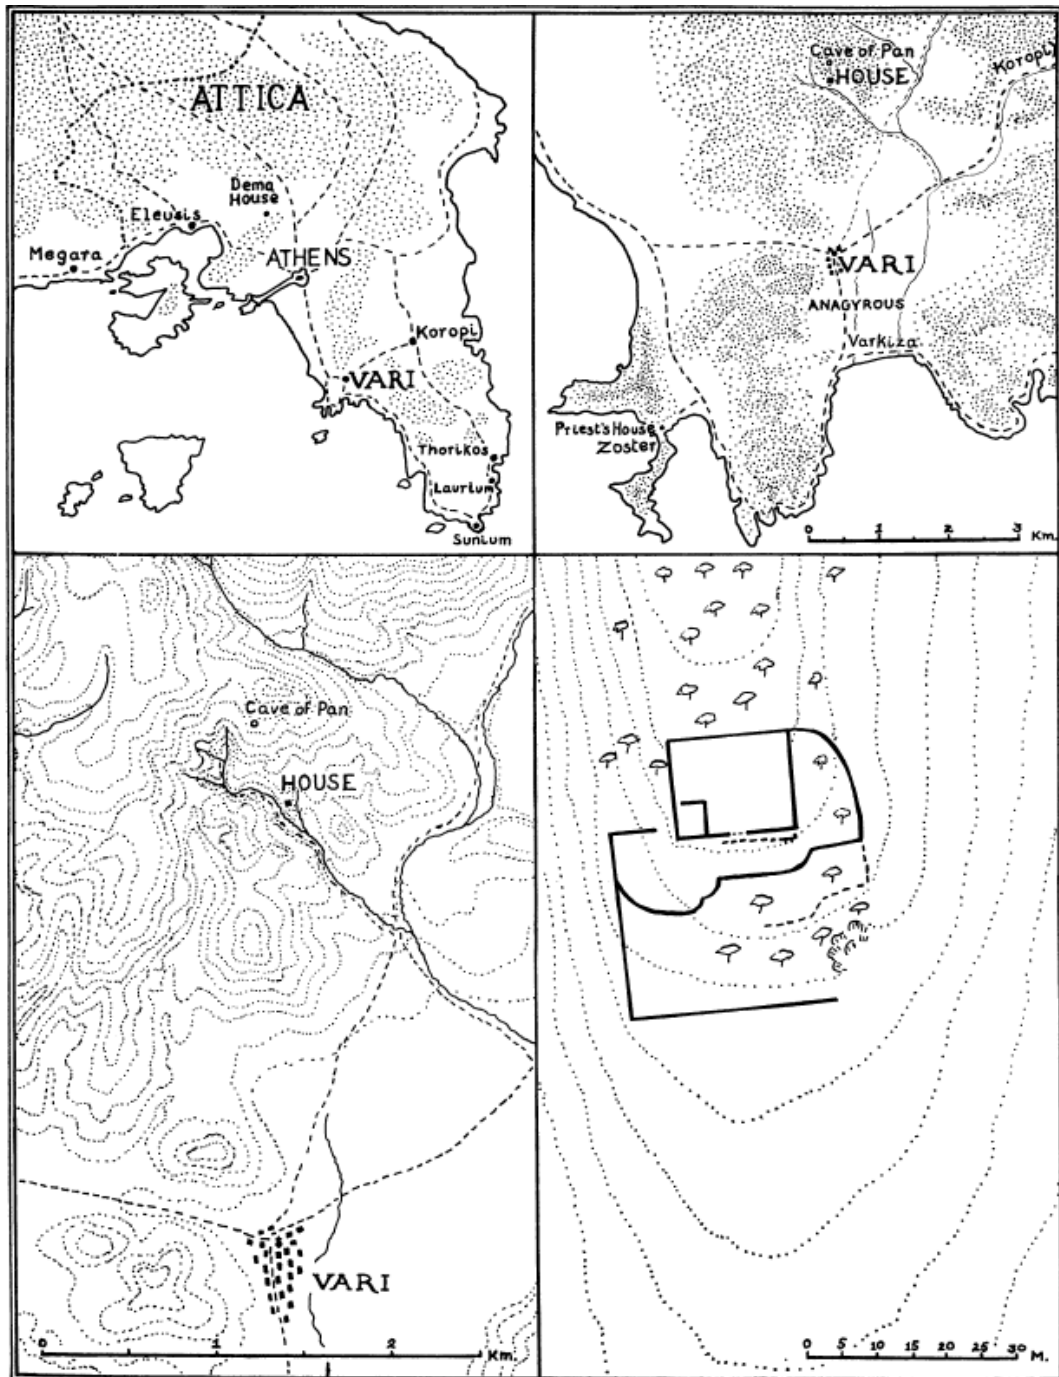 ATTICA
Dema
House
Eleusis
Megara
ATHENS
Koropi
VARI
Thorikos
Laurium
Sunium
Cave of Pan
HOUSE
Koropi
VARI
ANAGYROUS
Varkiza
Priest's House
Zoster
0 1 2 3
Km.
Cave of Pan
HOUSE
VARI
0 1 2 Km.
0 5 10 15 20 25 30 M.